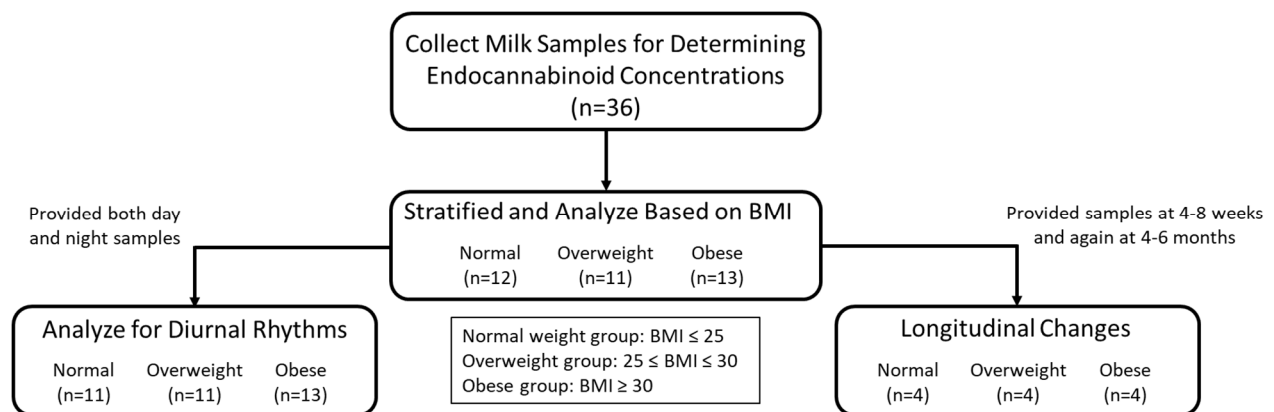 Collect Milk Samples for Determining
Endocannabinoid Concentrations
(n=36)
Stratified and Analyze Based on BMI
Normal Overweight Obese
(n=12) (n=11) (n=13)
Provided both day
and night samples
Provided samples at 4-8 weeks
and again at 4-6 months
Analyze for Diurnal Rhythms
Normal Overweight Obese
(n=11) (n=11) (n=13)
Normal weight group: BMI ≤ 25
Overweight group: 25 ≤ BMI ≤ 30
Obese group: BMI ≥ 30
Longitudinal Changes
Normal Overweight Obese
(n=4) (n=4) (n=4)